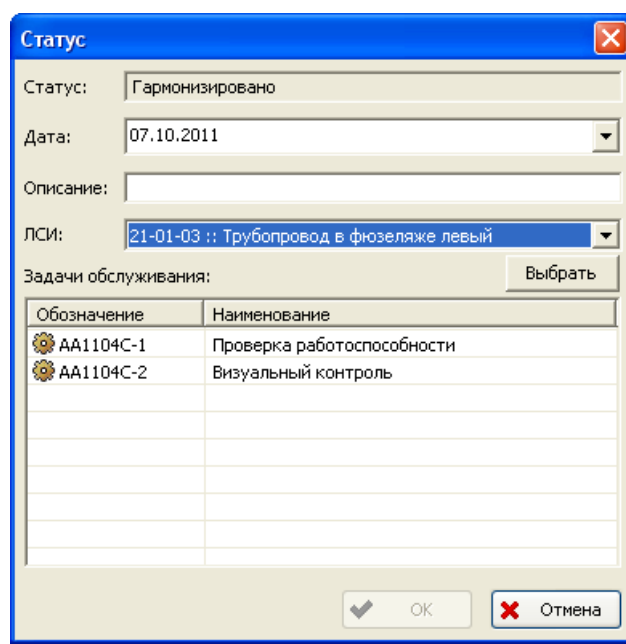 Статус
Статус: Гармонизировано
Дата: 07.10.2011
Описание:
ЛСИ: 21-01-03 :: Трубопровод в фюзеляже левый
Задачи обслуживания: Выбрать
Обозначение Наименование
AA1104C-1 Проверка работоспособности
AA1104C-2 Визуальный контроль
OK Отмена